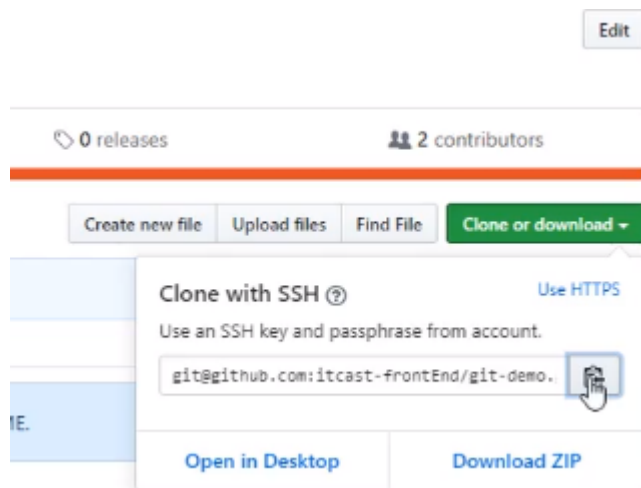 Edit
0 releases
2 contributors
Create new file
Upload files
Find File
Clone or download
Clone with SSH
Use HTTPS
Use an SSH key and passphrase from account.
git@github.com:itcast-frontEnd/git-demo.
ME.
Open in Desktop
Download ZIP